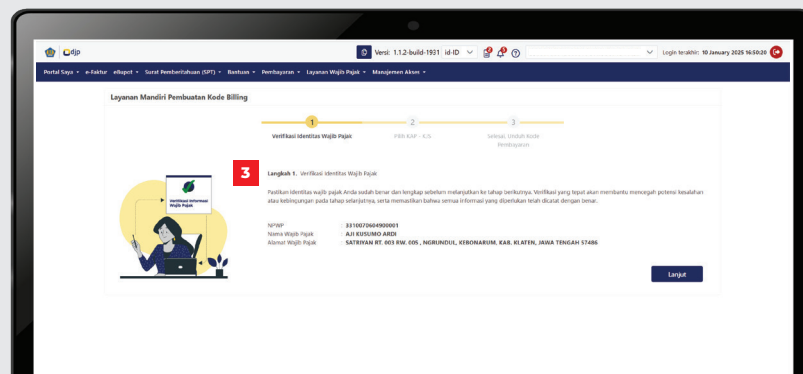 djp
Versi: 1.1.2-build-1931 id-ID
Login terakhir: 10 January 2025 16:50:20
Portal Saya e-Faktur eBupot Surat Pemberitahuan (SPT) Bantuan Pembayaran Layanan Wajib Pajak Manajemen Akses
Layanan Mandiri Pembuatan Kode Billing
1 2 3
Verifikasi Identitas Wajib Pajak Pilih KAP - KJS Selesai, Unduh Kode
Pembayaran
3
Langkah 1. Verifikasi Identitas Wajib Pajak
Verifikasi Informasi
Wajib Pajak
Pastikan identitas wajib pajak Anda sudah benar dan lengkap sebelum melanjutkan ke tahap berikutnya. Verifikasi yang tepat akan membantu mencegah potensi kesalahan
atau kebingungan pada tahap selanjutnya, serta memastikan bahwa semua informasi yang diperlukan telah dicatat dengan benar.
NPWP : 3310070604900001
Nama Wajib Pajak : AJI KUSUMO ARDI
Alamat Wajib Pajak : SATRIYAN RT. 003 RW. 005 , NGRUNDUL, KEBONARUM, KAB. KLATEN, JAWA TENGAH 57486
Lanjut